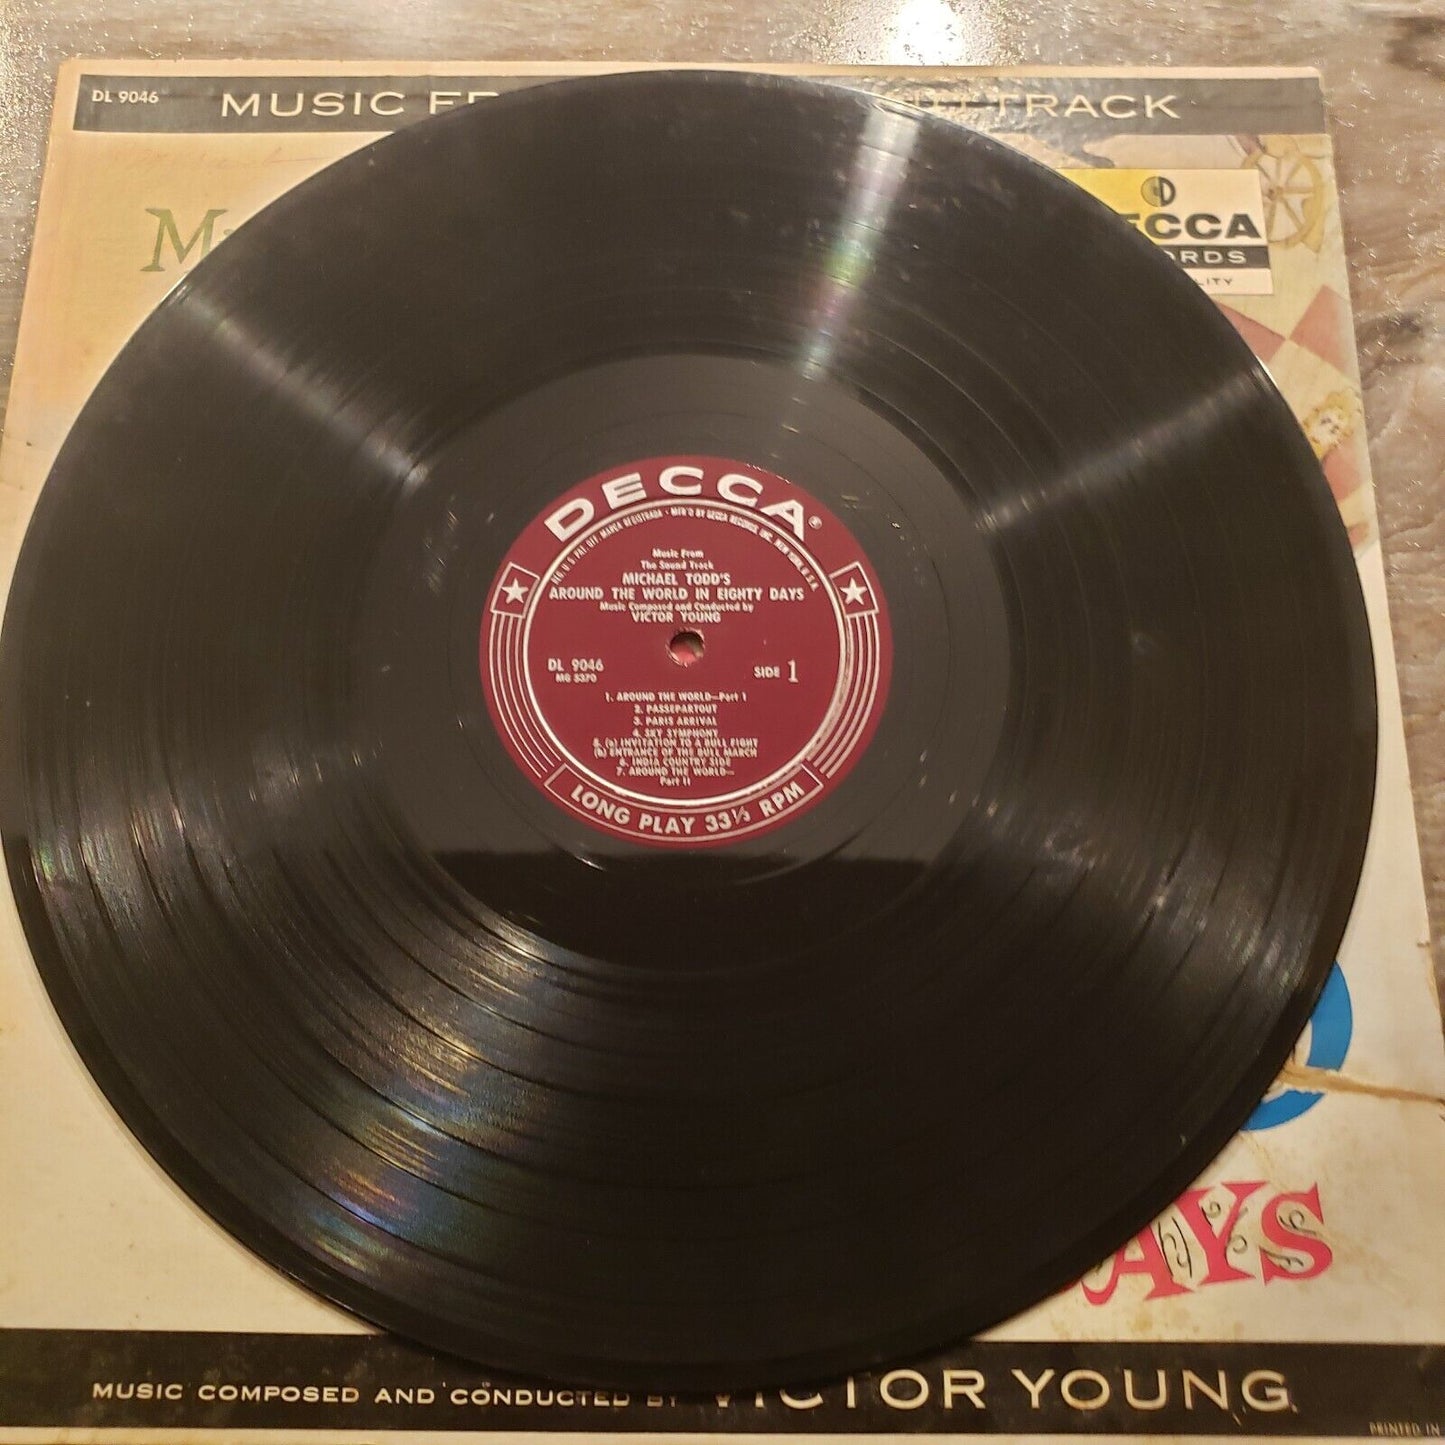 DL 9046
MUSIC TRACK
DECCA®
REG. U.S. PAT. OFF. MARCA REGISTRADA • MFR'D BY DECCA RECORDS, INC. NEW YORK, U.S.A.
Music From
The Sound Track
MICHAEL TODD'S
AROUND THE WORLD IN EIGHTY DAYS
Music Composed and Conducted by
VICTOR YOUNG
DL 9046
MG 5370
SIDE 1
1. AROUND THE WORLD—Part I
2. PASSEPARTOUT
3. PARIS ARRIVAL
4. SKY SYMPHONY
5. (a) INVITATION TO A BULL FIGHT
(b) ENTRANCE OF THE BULL MARCH
6. INDIA COUNTRY SIDE
7. AROUND THE WORLD—
Part II
LONG PLAY 33⅓ RPM
ECCA
ORDS
LITY
AYS
MUSIC COMPOSED AND CONDUCTED BY VICTOR YOUNG
PRINTED IN